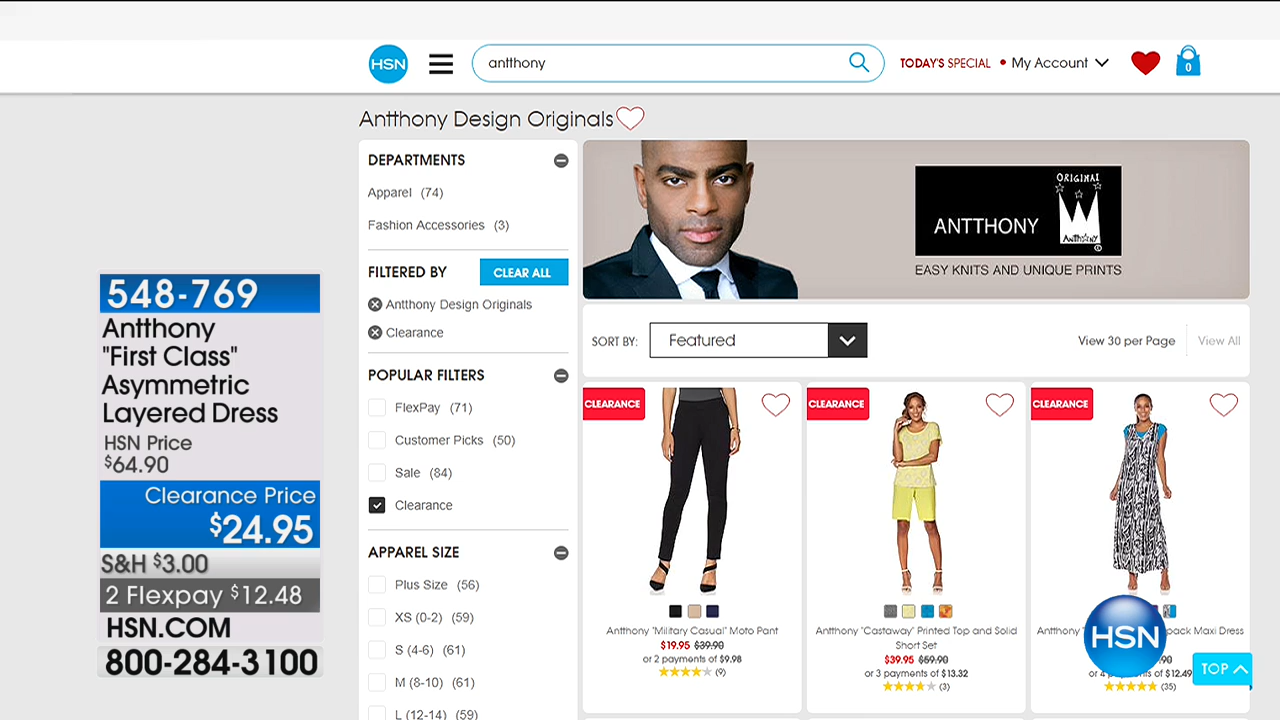 HSN
antthony
TODAY'S SPECIAL • My Account
0
Antthony Design Originals
548-769
Antthony
"First Class"
Asymmetric
Layered Dress
HSN Price
$64.90
Clearance Price
$24.95
S&H $3.00
2 Flexpay $12.48
HSN.COM
800-284-3100
DEPARTMENTS
Apparel (74)
Fashion Accessories (3)
FILTERED BY CLEAR ALL
Antthony Design Originals
Clearance
POPULAR FILTERS
FlexPay (71)
Customer Picks (50)
Sale (84)
Clearance
APPAREL SIZE
Plus Size (56)
XS (0-2) (59)
S (4-6) (61)
M (8-10) (61)
L (12-14) (59)
ORIGINAL
ANTTHONY
ANTTHONY
EASY KNITS AND UNIQUE PRINTS
SORT BY: Featured View 30 per Page View All
CLEARANCE
Antthony "Military Casual" Moto Pant
$19.95 $39.90
or 2 payments of $9.98
(9)
CLEARANCE
Antthony "Castaway" Printed Top and Solid
Short Set
$39.95 $59.90
or 3 payments of $13.32
(3)
CLEARANCE
pack Maxi Dress
.90
of $12.49
(35)
HSN
TOP